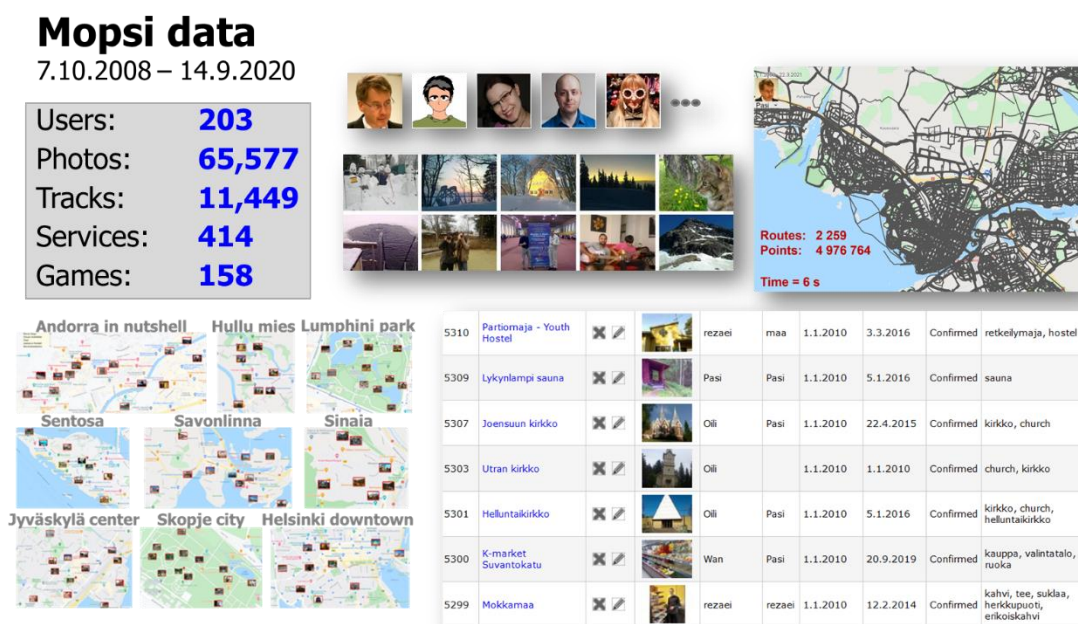 Mopsi data
7.10.2008 – 14.9.2020
Users: 203
Photos: 65,577
Tracks: 11,449
Services: 414
Games: 158
Pasi
Routes: 2 259
Points: 4 976 764
Time = 6 s
Andorra in nutshell Hullu mies Lumphini park
Sentosa Savonlinna Sinaia
Jyväskylä center Skopje city Helsinki downtown
5310 Partiomaja - Youth Hostel rezaei maa 1.1.2010 3.3.2016 Confirmed retkeilymaja, hostel
5309 Lykynlampi sauna Pasi Pasi 1.1.2010 5.1.2016 Confirmed sauna
5307 Joensuun kirkko Oili Pasi 1.1.2010 22.4.2015 Confirmed kirkko, church
5303 Utran kirkko Oili 1.1.2010 1.1.2010 Confirmed church, kirkko
5301 Helluntaikirkko Oili Pasi 1.1.2010 5.1.2016 Confirmed kirkko, church, helluntaikirkko
5300 K-market Suvantokatu Wan Pasi 1.1.2010 20.9.2019 Confirmed kauppa, valintatalo, ruoka
5299 Mokkamaa rezaei rezaei 1.1.2010 12.2.2014 Confirmed kahvi, tee, suklaa, herkkupuoti, erikoiskahvi